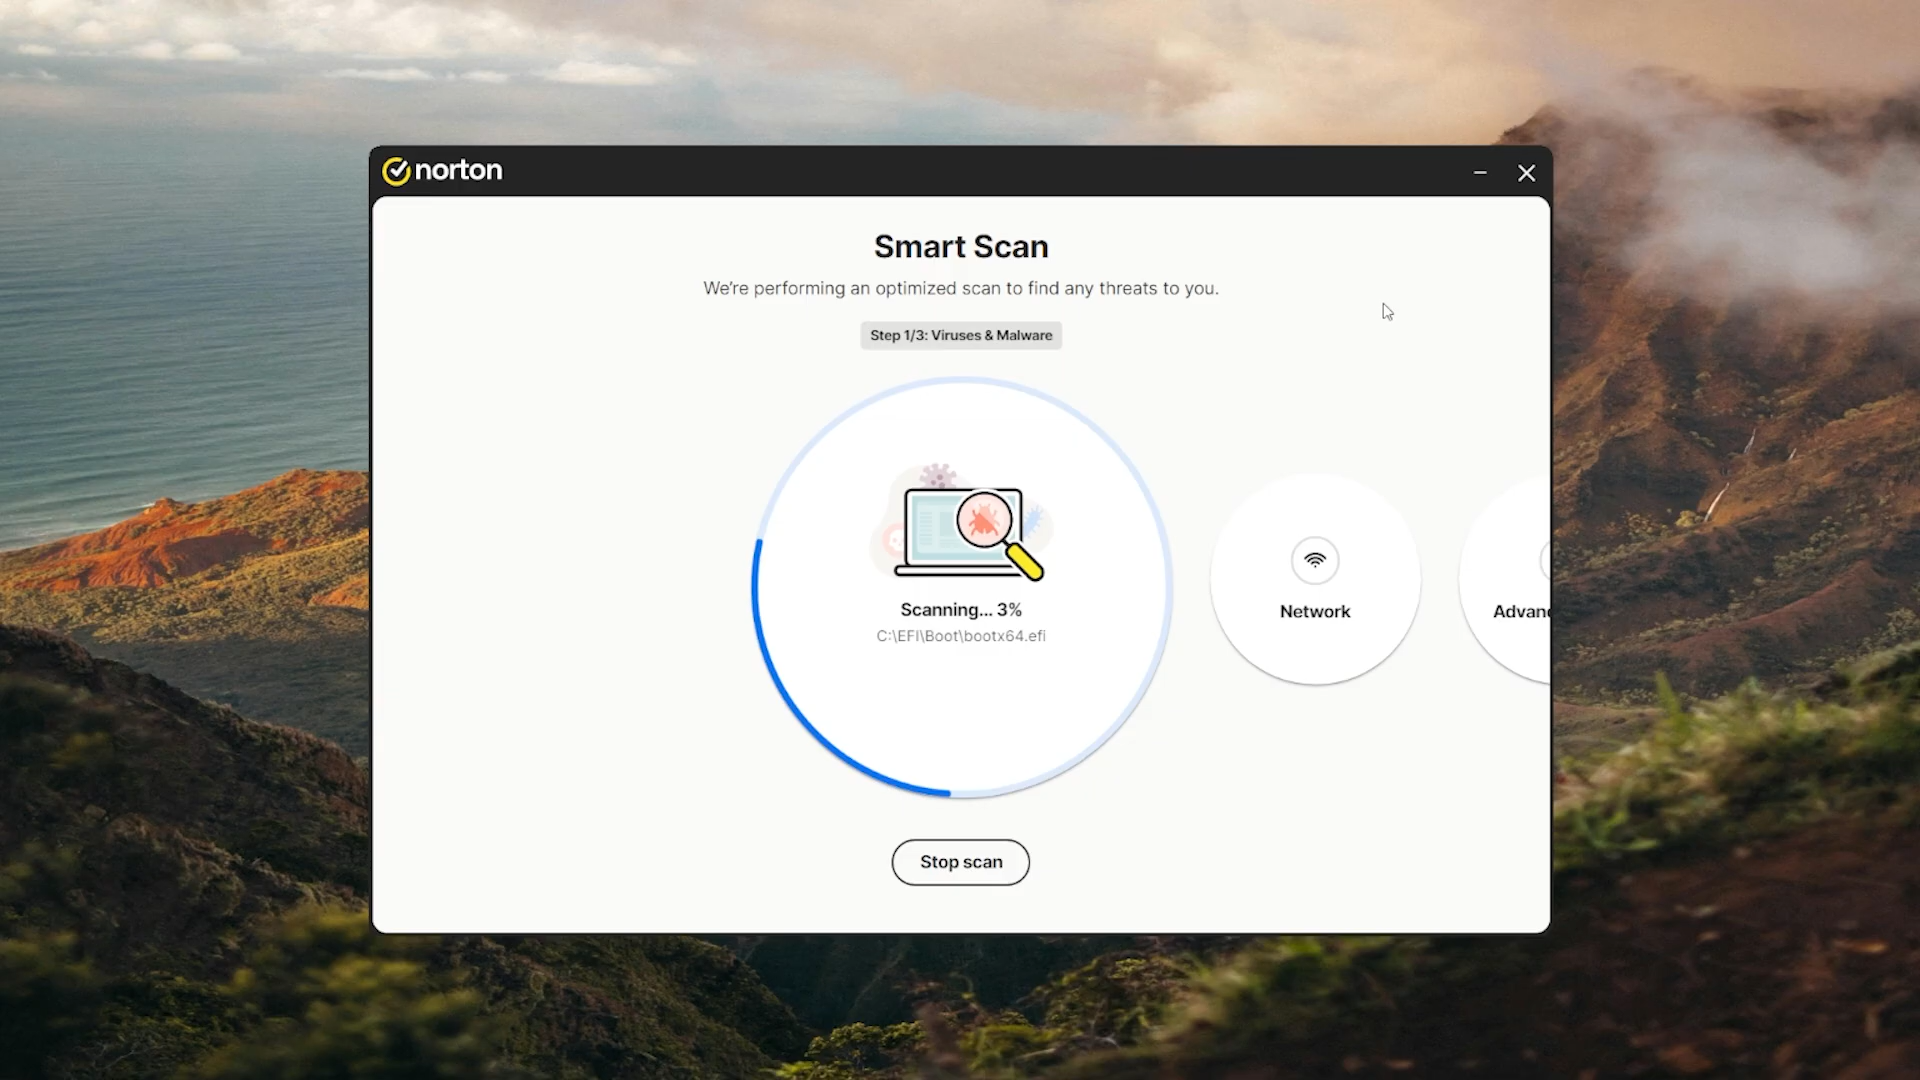 norton
Smart Scan
We're performing an optimized scan to find any threats to you.
Step 1/3: Viruses & Malware
Scanning... 3%
C:\EFI\Boot\bootx64.efi
Network
Advanc
Stop scan